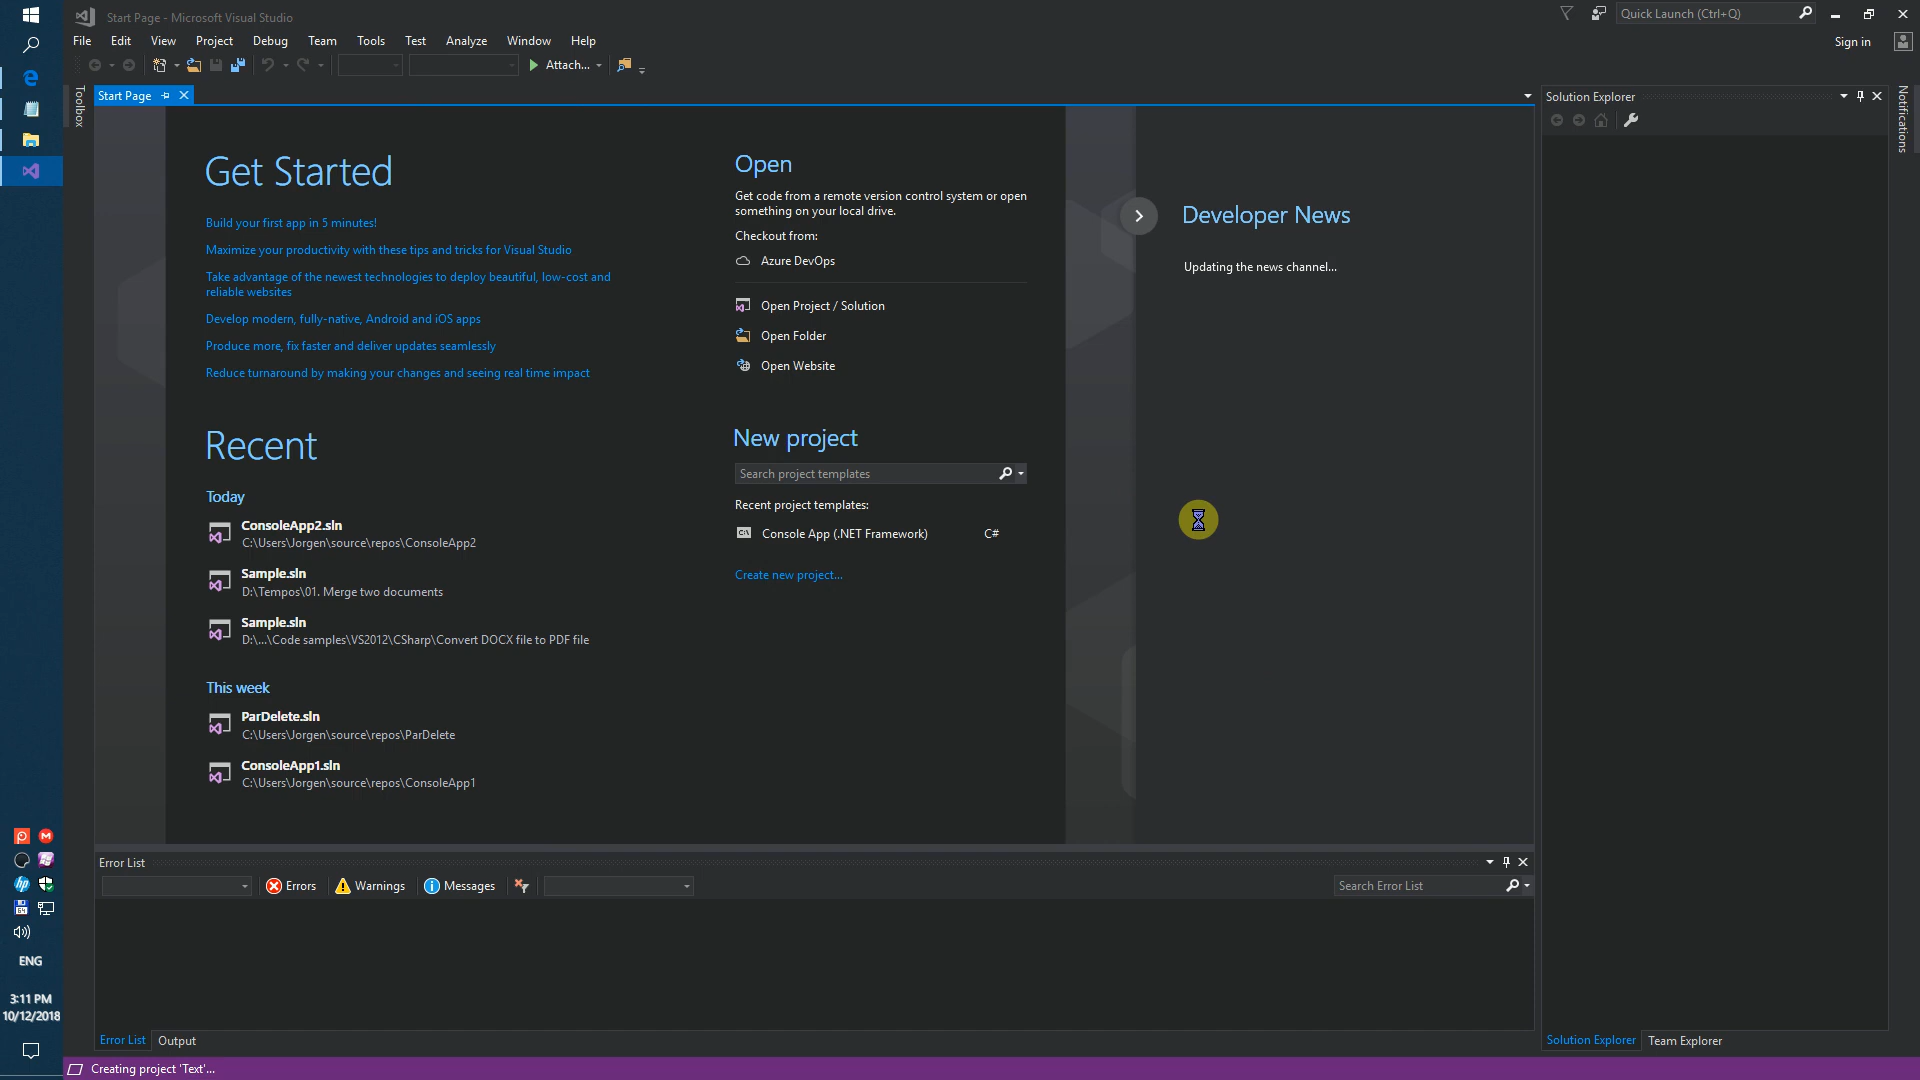 Start Page - Microsoft Visual Studio
Quick Launch (Ctrl+Q)
File Edit View Project Debug Team Tools Test Analyze Window Help
Sign in
Attach...
Toolbox
Start Page
Get Started
Build your first app in 5 minutes!
Maximize your productivity with these tips and tricks for Visual Studio
Take advantage of the newest technologies to deploy beautiful, low-cost and
reliable websites
Develop modern, fully-native, Android and iOS apps
Produce more, fix faster and deliver updates seamlessly
Reduce turnaround by making your changes and seeing real time impact
Recent
Today
ConsoleApp2.sln
C:\Users\Jorgen\source\repos\ConsoleApp2
Sample.sln
D:\Tempos\01. Merge two documents
Sample.sln
D:\...\Code samples\VS2012\CSharp\Convert DOCX file to PDF file
This week
ParDelete.sln
C:\Users\Jorgen\source\repos\ParDelete
ConsoleApp1.sln
C:\Users\Jorgen\source\repos\ConsoleApp1
Open
Get code from a remote version control system or open
something on your local drive.
Checkout from:
Azure DevOps
Open Project / Solution
Open Folder
Open Website
New project
Search project templates
Recent project templates:
Console App (.NET Framework) C#
Create new project...
Developer News
Updating the news channel...
Solution Explorer
Notifications
Error List
Errors Warnings Messages
Search Error List
Error List Output
Solution Explorer Team Explorer
Creating project 'Text'...
hp
ENG
3:11 PM
10/12/2018